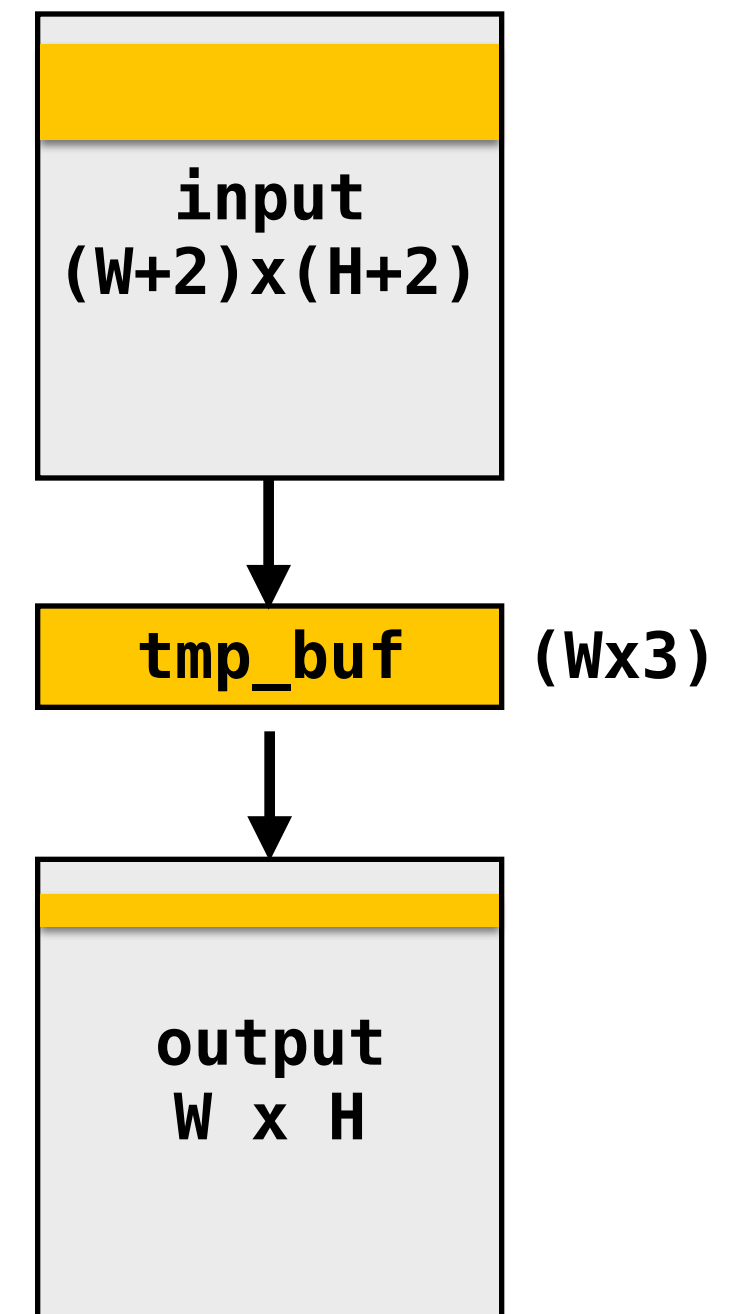 input
(W+2)x(H+2)
tmp_buf
(Wx3)
output
W x H